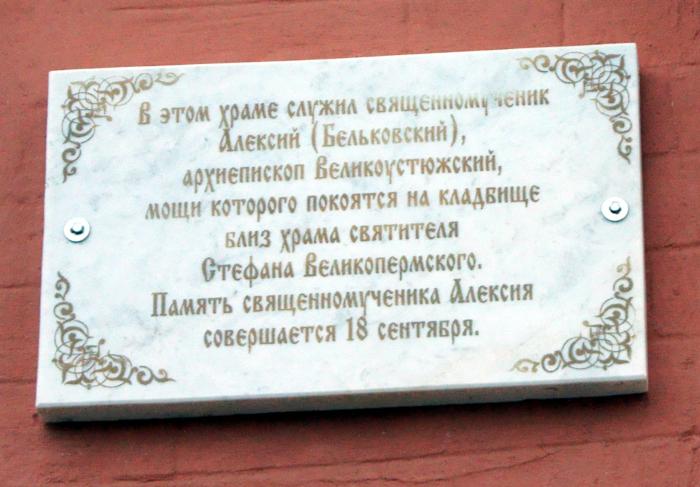 В этом храме служил священномученик
Алексий (Бельковский),
архиепископ Великоустюжский,
мощи которого покоятся на кладбище
близ храма святителя
Стефана Великопермского.
Память священномученика Алексия
совершается 18 сентября.